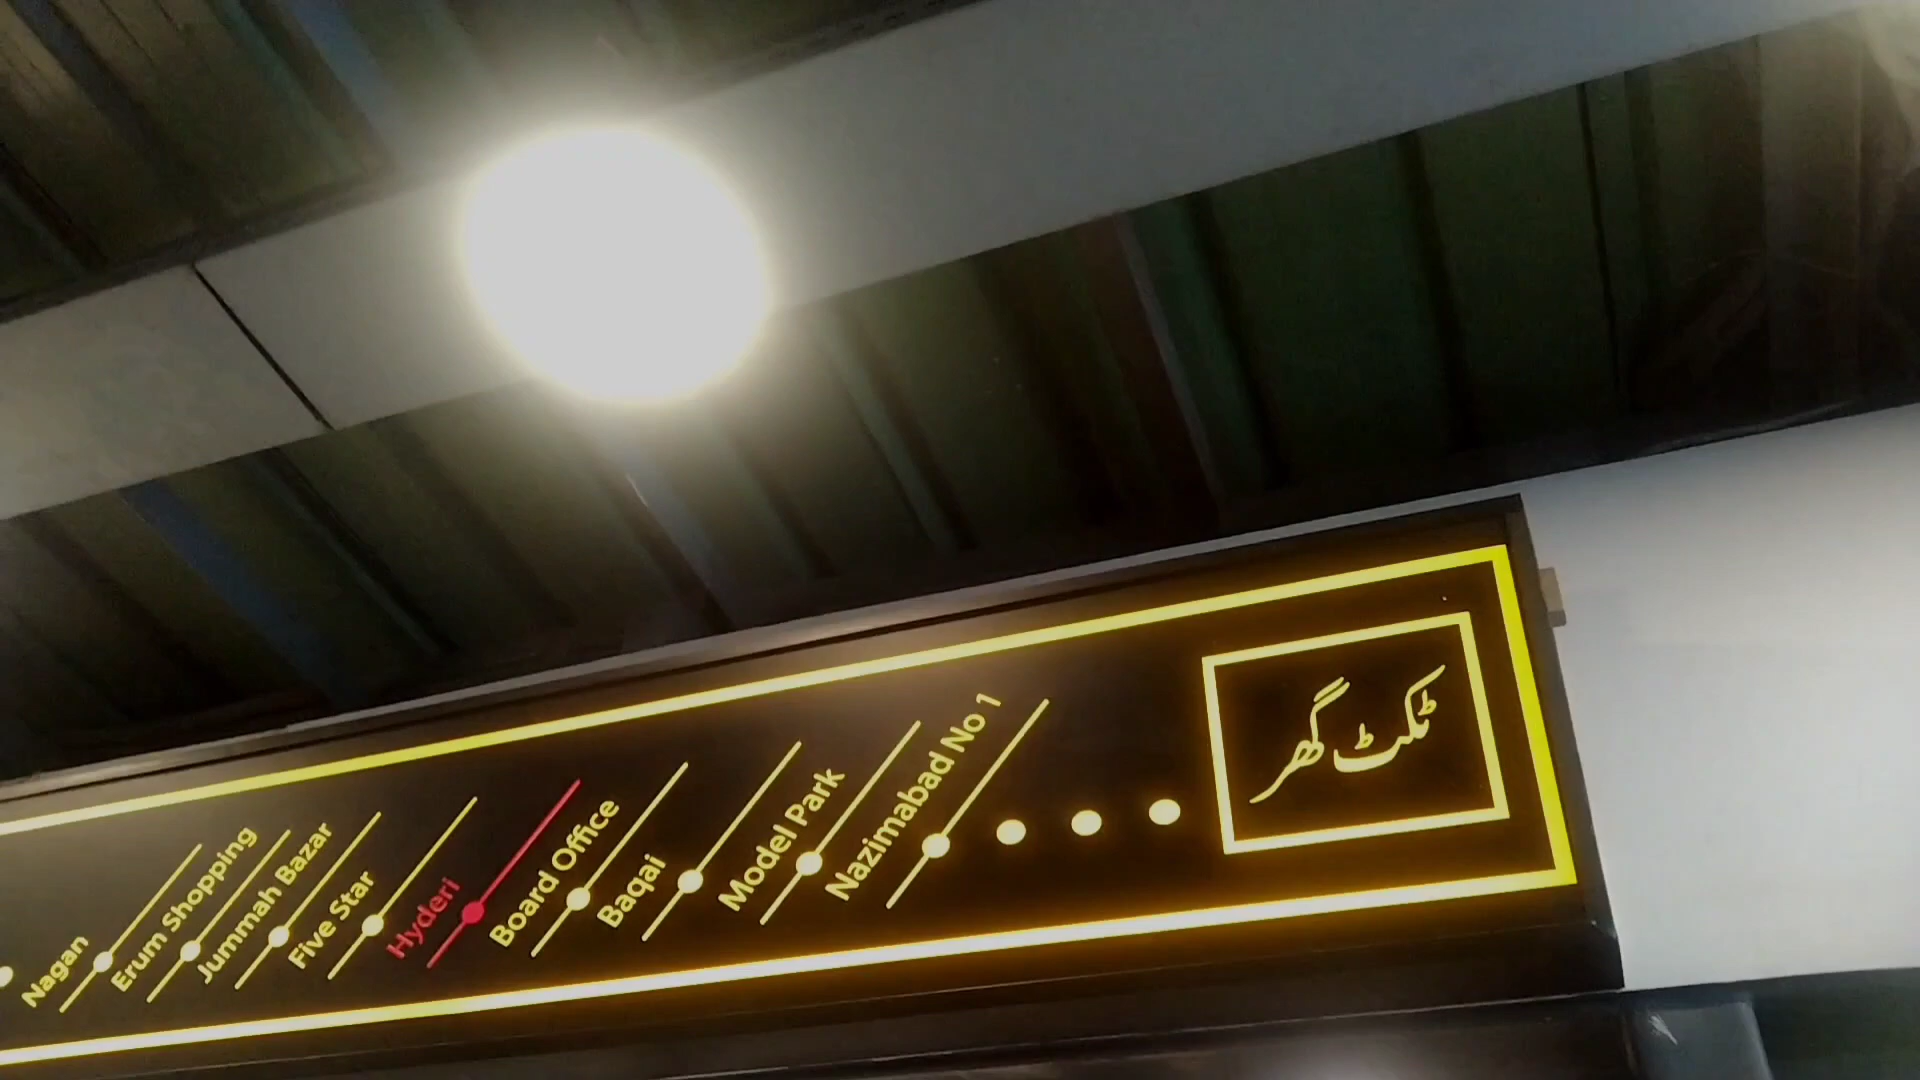 Nagan
Erum Shopping
Jummah Bazar
Five Star
Hyderi
Board Office
Baqai
Model Park
Nazimabad No 1
ٹکٹ گھر